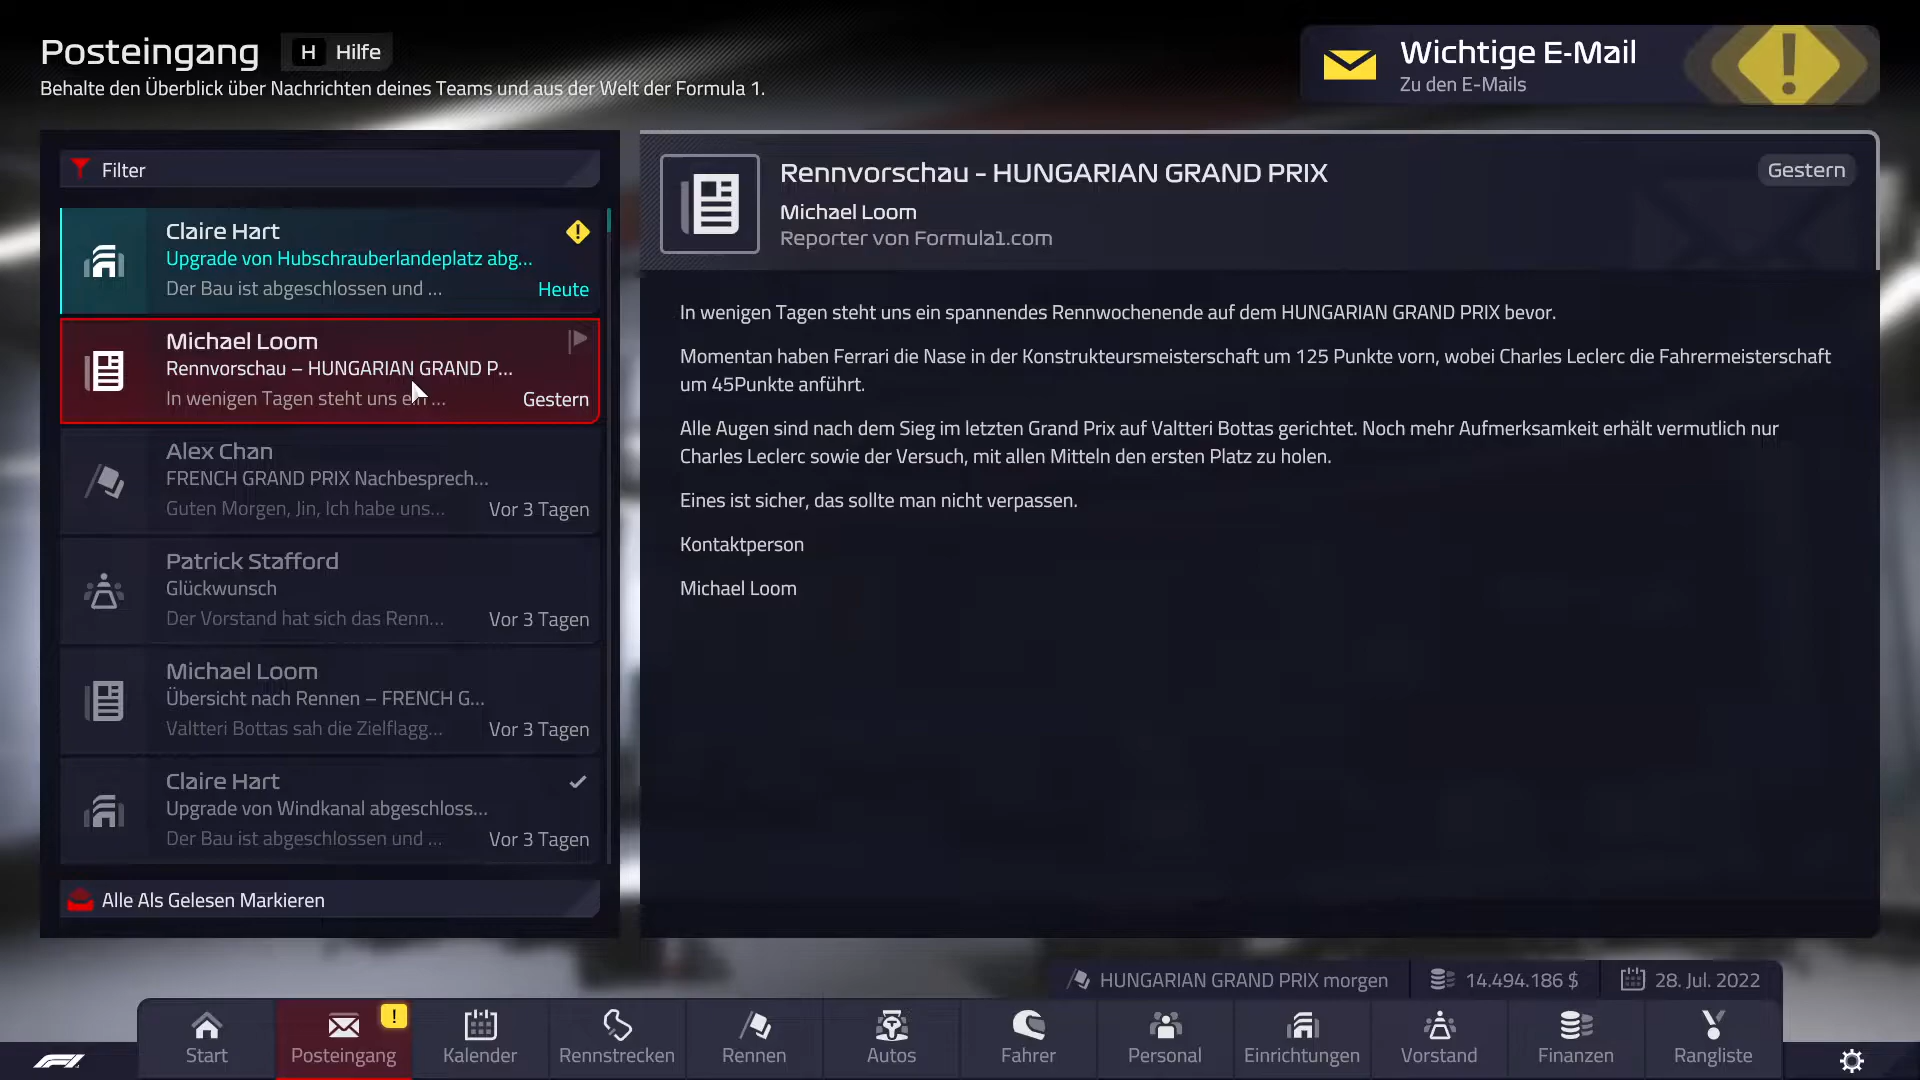 Posteingang
H Hilfe
Behalte den Überblick über Nachrichten deines Teams und aus der Welt der Formula 1.
Wichtige E-Mail
Zu den E-Mails
Filter
Claire Hart
Upgrade von Hubschrauberlandeplatz abg...
Der Bau ist abgeschlossen und ...
Heute
Michael Loom
Rennvorschau – HUNGARIAN GRAND P...
In wenigen Tagen steht uns ein ...
Gestern
Alex Chan
FRENCH GRAND PRIX Nachbesprech...
Guten Morgen, Jin, Ich habe uns...
Vor 3 Tagen
Patrick Stafford
Glückwunsch
Der Vorstand hat sich das Renn...
Vor 3 Tagen
Michael Loom
Übersicht nach Rennen – FRENCH G...
Valtteri Bottas sah die Zielflagg...
Vor 3 Tagen
Claire Hart
Upgrade von Windkanal abgeschloss...
Der Bau ist abgeschlossen und ...
Vor 3 Tagen
Alle Als Gelesen Markieren
Rennvorschau – HUNGARIAN GRAND PRIX
Gestern
Michael Loom
Reporter von Formula1.com
In wenigen Tagen steht uns ein spannendes Rennwochenende auf dem HUNGARIAN GRAND PRIX bevor.
Momentan haben Ferrari die Nase in der Konstrukteursmeisterschaft um 125 Punkte vorn, wobei Charles Leclerc die Fahrermeisterschaft
um 45Punkte anführt.
Alle Augen sind nach dem Sieg im letzten Grand Prix auf Valtteri Bottas gerichtet. Noch mehr Aufmerksamkeit erhält vermutlich nur
Charles Leclerc sowie der Versuch, mit allen Mitteln den ersten Platz zu holen.
Eines ist sicher, das sollte man nicht verpassen.
Kontaktperson
Michael Loom
HUNGARIAN GRAND PRIX morgen
14.494.186 $
28. Jul. 2022
Start
Posteingang
Kalender
Rennstrecken
Rennen
Autos
Fahrer
Personal
Einrichtungen
Vorstand
Finanzen
Rangliste